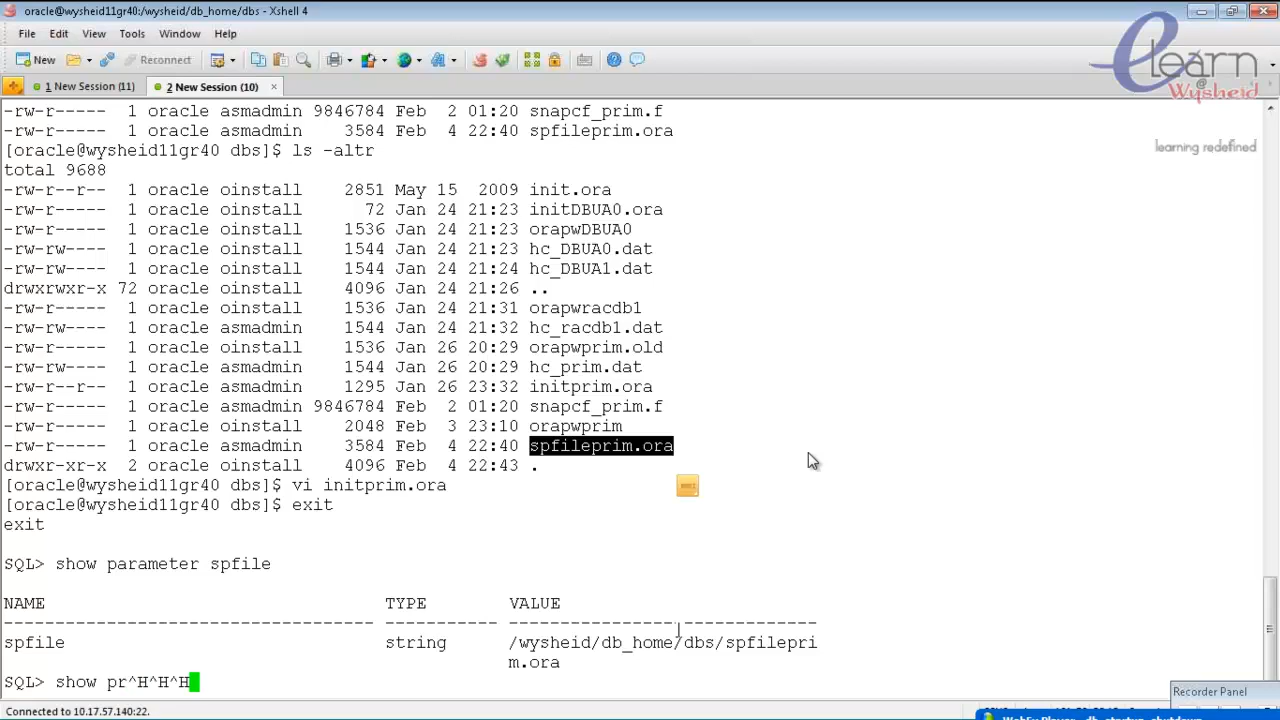 oracle@wysheid11gr40:/wysheid/db_home/dbs - Xshell 4
File Edit View Tools Window Help
New Reconnect
1 New Session (11) 2 New Session (10) ×
elearn
@
Wysheid
learning redefined
-rw-r----- 1 oracle asmadmin 9846784 Feb 2 01:20 snapcf_prim.f
-rw-r----- 1 oracle asmadmin 3584 Feb 4 22:40 spfileprim.ora
[oracle@wysheid11gr40 dbs]$ ls -altr
total 9688
-rw-r--r-- 1 oracle oinstall 2851 May 15 2009 init.ora
-rw-r----- 1 oracle oinstall 72 Jan 24 21:23 initDBUA0.ora
-rw-r----- 1 oracle oinstall 1536 Jan 24 21:23 orapwDBUA0
-rw-rw---- 1 oracle oinstall 1544 Jan 24 21:23 hc_DBUA0.dat
-rw-rw---- 1 oracle oinstall 1544 Jan 24 21:24 hc_DBUA1.dat
drwxrwxr-x 72 oracle oinstall 4096 Jan 24 21:26 ..
-rw-r----- 1 oracle oinstall 1536 Jan 24 21:31 orapwracdb1
-rw-rw---- 1 oracle asmadmin 1544 Jan 24 21:32 hc_racdb1.dat
-rw-r----- 1 oracle oinstall 1536 Jan 26 20:29 orapwprim.old
-rw-rw---- 1 oracle asmadmin 1544 Jan 26 20:29 hc_prim.dat
-rw-r--r-- 1 oracle asmadmin 1295 Jan 26 23:32 initprim.ora
-rw-r----- 1 oracle asmadmin 9846784 Feb 2 01:20 snapcf_prim.f
-rw-r----- 1 oracle oinstall 2048 Feb 3 23:10 orapwprim
-rw-r----- 1 oracle asmadmin 3584 Feb 4 22:40 spfileprim.ora
drwxr-xr-x 2 oracle oinstall 4096 Feb 4 22:43 .
[oracle@wysheid11gr40 dbs]$ vi initprim.ora
[oracle@wysheid11gr40 dbs]$ exit
exit
SQL> show parameter spfile
NAME TYPE VALUE
------------------------------------ ----------- ------------------------------
spfile string /wysheid/db_home/dbs/spfilepri
m.ora
SQL> show pr^H^H^H
Recorder Panel
Connected to 10.17.57.140:22.